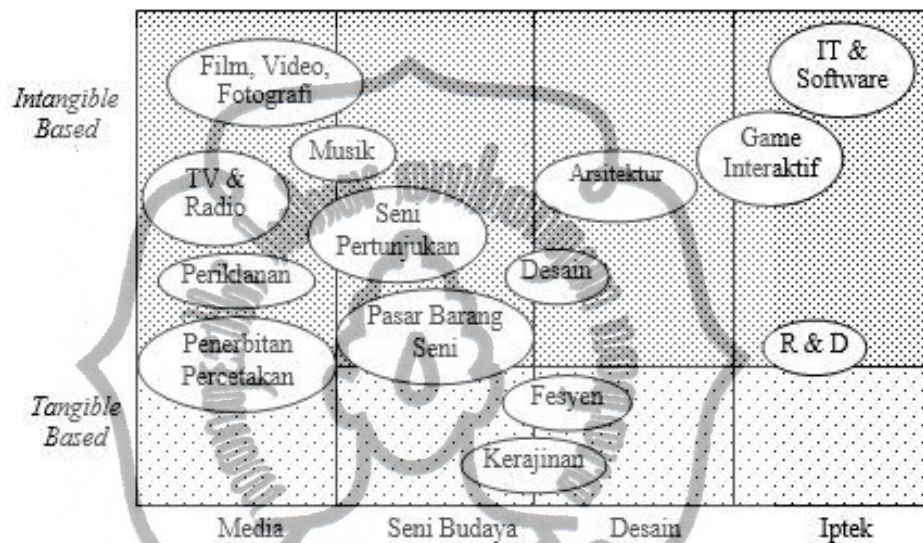 Film, Video,
Fotografi
IT &
Software
Intangible
Based
Musik
Game
Interaktif
TV &
Radio
Arsitektur
Seni
Pertunjukan
Periklanan
Desain
Pasar Barang
Seni
Penerbitan
Percetakan
R & D
Tangible
Based
Fesyen
Kerajinan
Media
Seni Budaya
Desain
Iptek